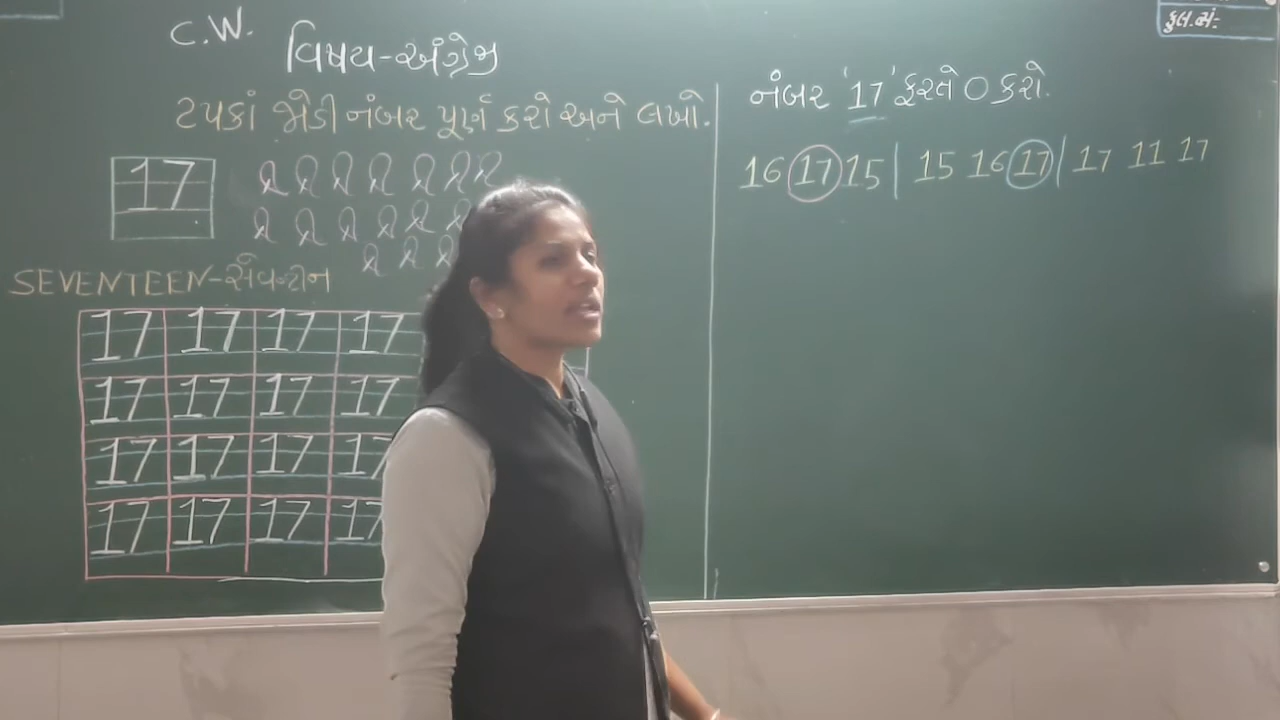 C.W.
વિષય-અંગ્રેજી
ટપકાં જોડી નંબર પૂર્ણ કરો અને લખો.
17
SEVENTEEN-સેવન્ટીન
17 17 17 17
17 17 17 17
17 17 17 17
17 17 17 17
કુલ.સં:-
નંબર '17' ફરતે O કરો.
16 17 15 | 15 16 17 | 17 11 17